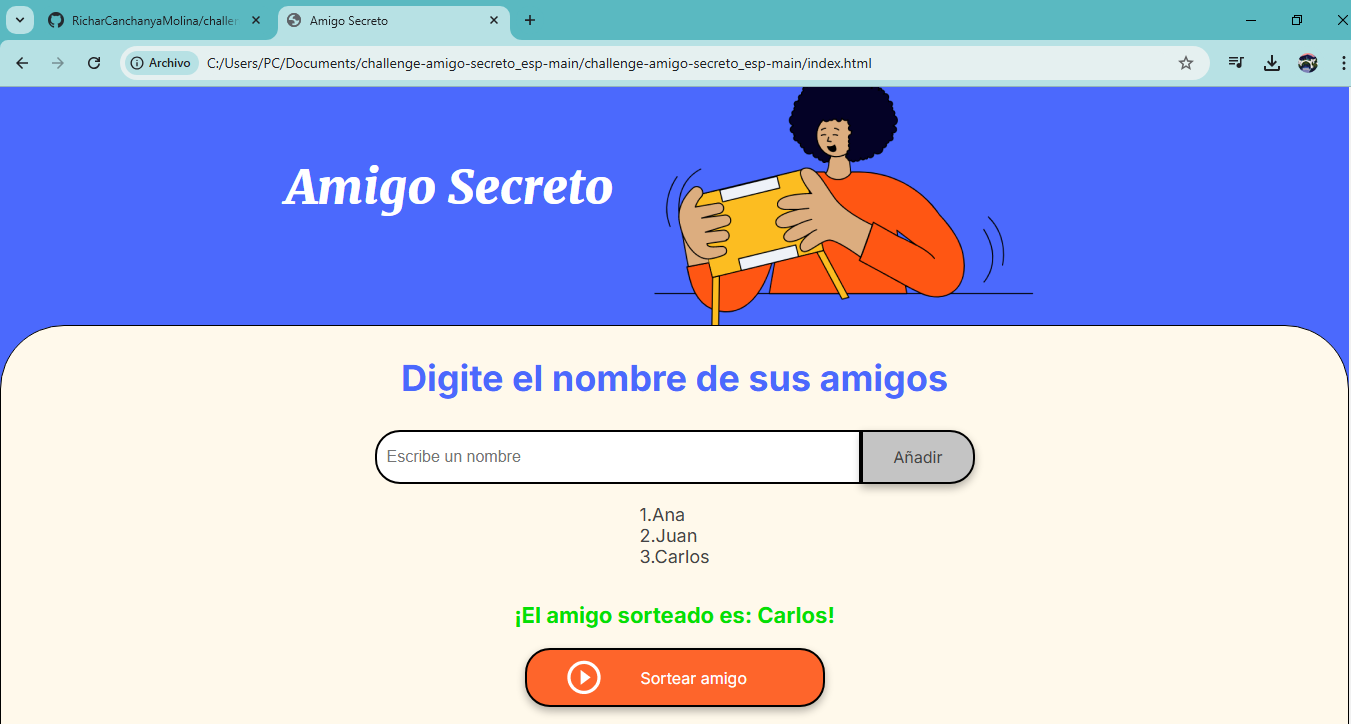 RicharCanchanyaMolina/challen
Amigo Secreto
Archivo
C:/Users/PC/Documents/challenge-amigo-secreto_esp-main/challenge-amigo-secreto_esp-main/index.html
Amigo Secreto
Digite el nombre de sus amigos
Escribe un nombre
Añadir
1.Ana
2.Juan
3.Carlos
¡El amigo sorteado es: Carlos!
Sortear amigo